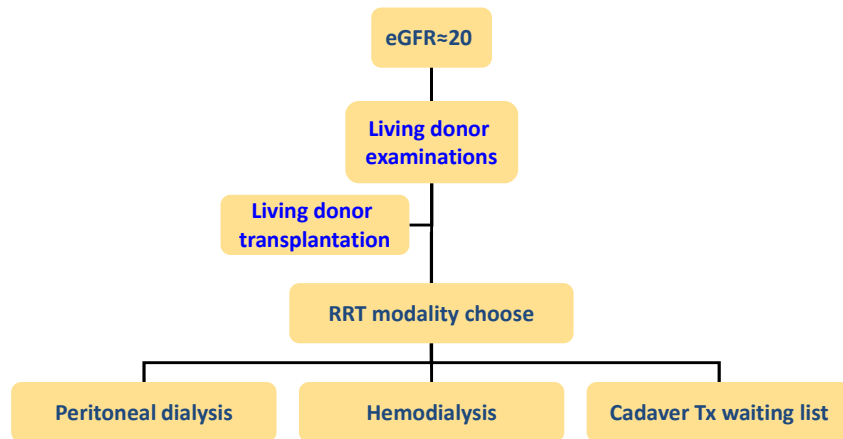 eGFR≈20
Living donor
examinations
Living donor
transplantation
RRT modality choose
Peritoneal dialysis
Hemodialysis
Cadaver Tx waiting list